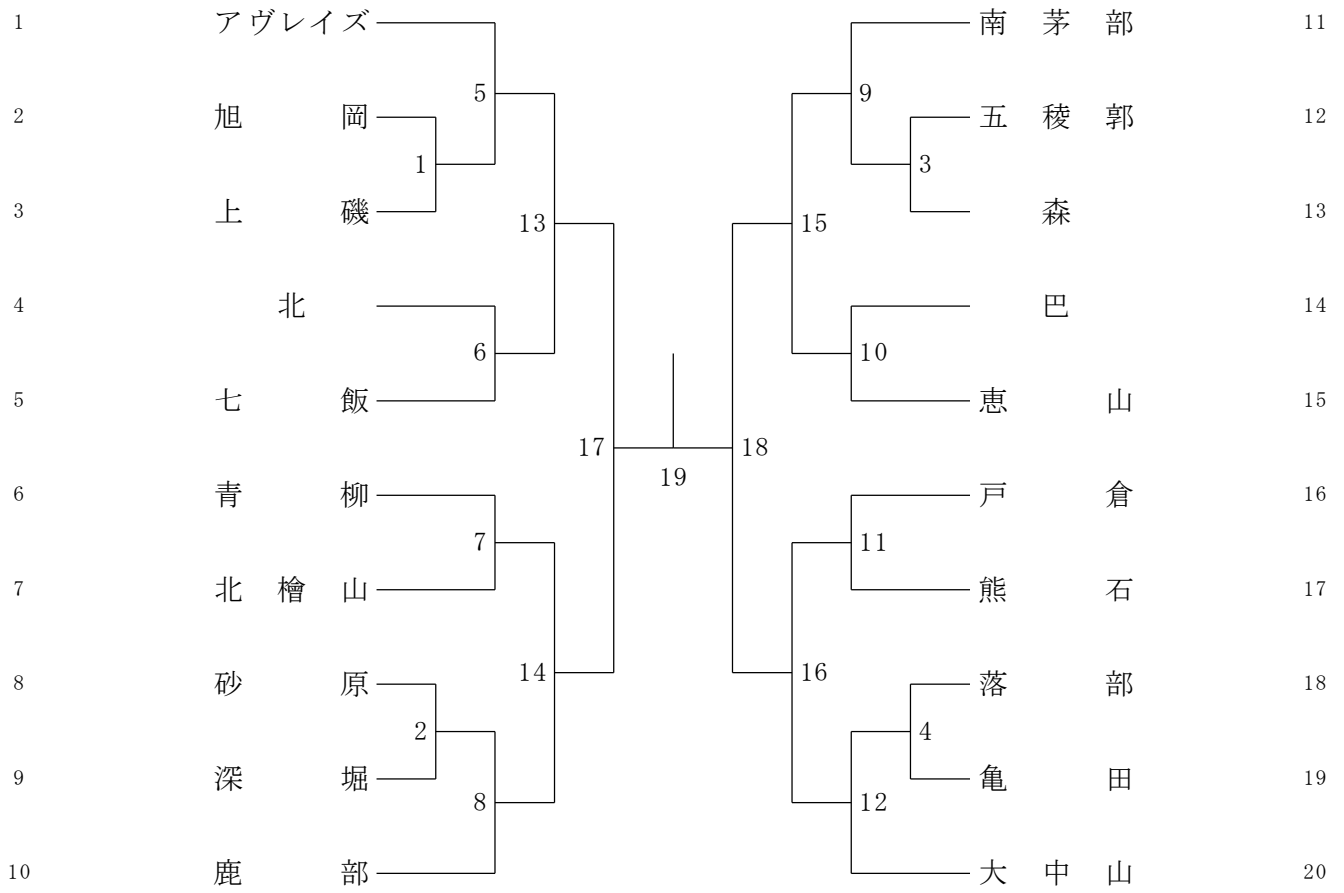 1 アヴレイズ 南茅部 11
5 9
2 旭岡 五稜郭 12
1 3
3 上磯 森 13
13 15
4 北 巴 14
6 10
5 七飯 恵山 15
17 18
19
6 青柳 戸倉 16
7 11
7 北檜山 熊石 17
14 16
8 砂原 落部 18
2 4
9 深堀 亀田 19
8 12
10 鹿部 大中山 20